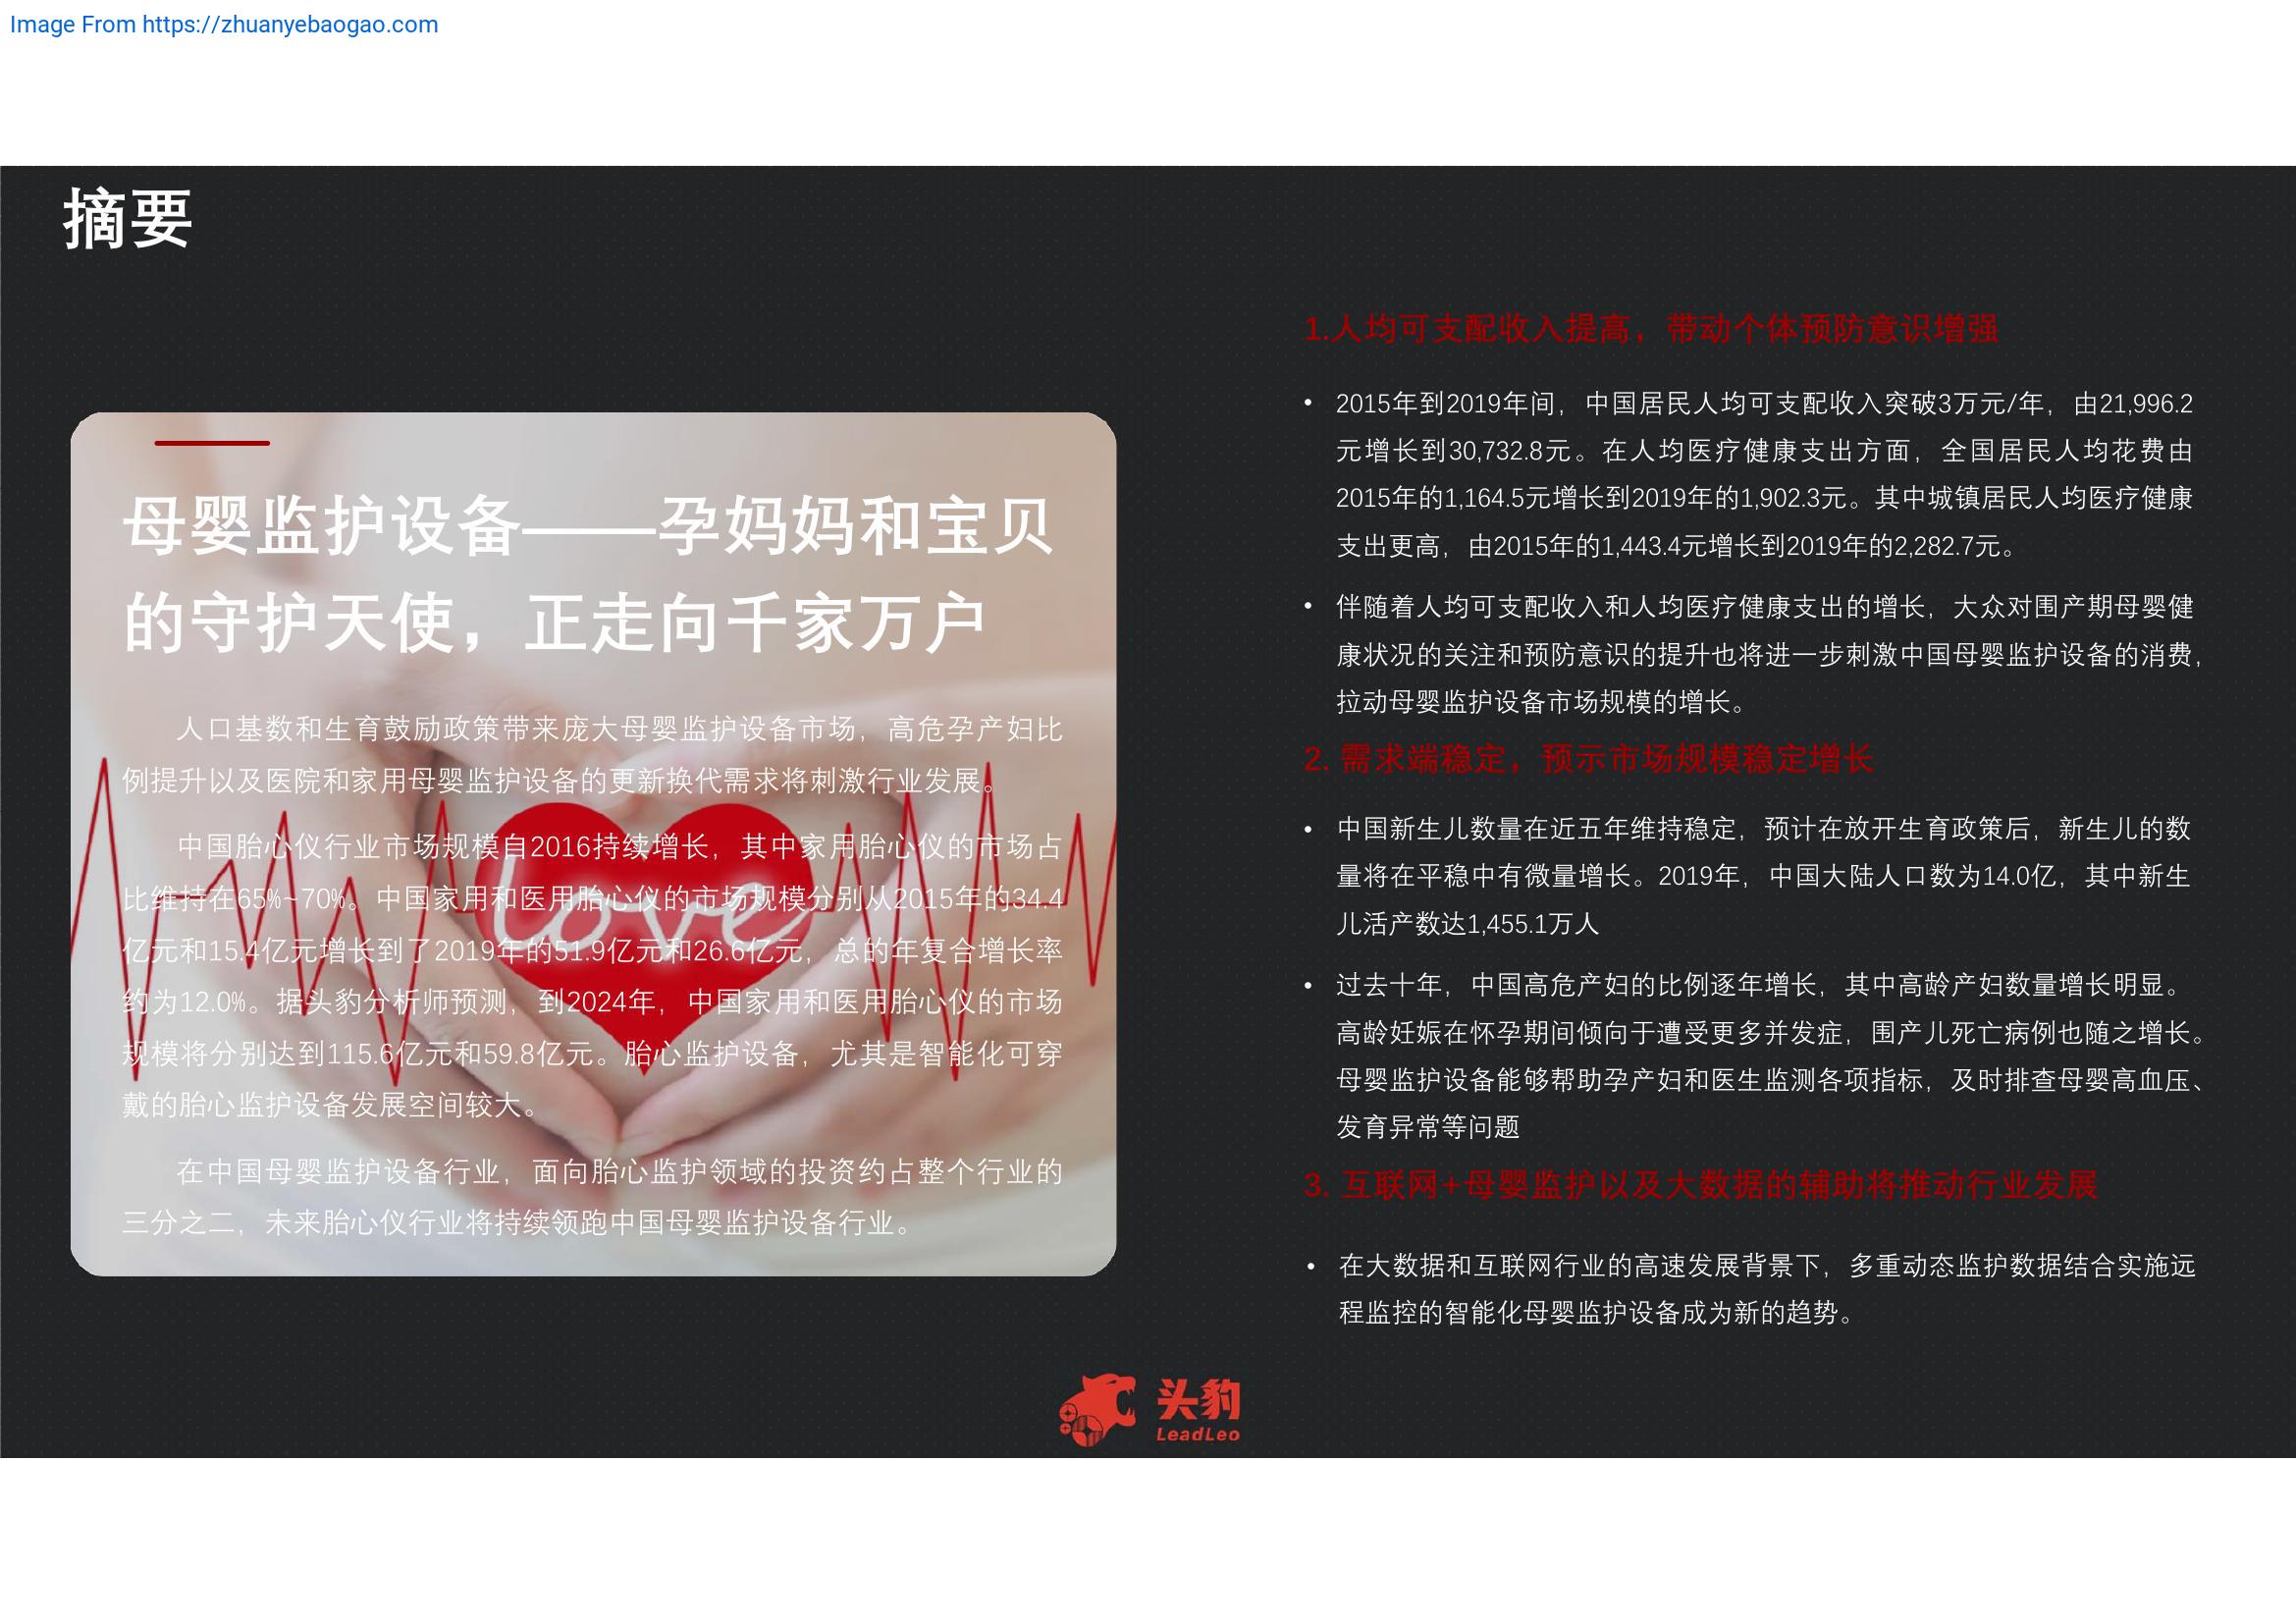 Image From https://zhuanyebaogao.com
摘要
母婴监护设备——孕妈妈和宝贝
的守护天使，正走向千家万户
人口基数和生育鼓励政策带来庞大母婴监护设备市场，高危孕产妇比
例提升以及医院和家用母婴监护设备的更新换代需求将刺激行业发展。
中国胎心仪行业市场规模自2016持续增长，其中家用胎心仪的市场占
比维持在65%~70%。中国家用和医用胎心仪的市场规模分别从2015年的34.4
亿元和15.4亿元增长到了2019年的51.9亿元和26.6亿元，总的年复合增长率
约为12.0%。据头豹分析师预测，到2024年，中国家用和医用胎心仪的市场
规模将分别达到115.6亿元和59.8亿元。胎心监护设备，尤其是智能化可穿
戴的胎心监护设备发展空间较大。
在中国母婴监护设备行业，面向胎心监护领域的投资约占整个行业的
三分之二，未来胎心仪行业将持续领跑中国母婴监护设备行业。
love
1.人均可支配收入提高，带动个体预防意识增强
• 2015年到2019年间，中国居民人均可支配收入突破3万元/年，由21,996.2
元增长到30,732.8元。在人均医疗健康支出方面，全国居民人均花费由
2015年的1,164.5元增长到2019年的1,902.3元。其中城镇居民人均医疗健康
支出更高，由2015年的1,443.4元增长到2019年的2,282.7元。
• 伴随着人均可支配收入和人均医疗健康支出的增长，大众对围产期母婴健
康状况的关注和预防意识的提升也将进一步刺激中国母婴监护设备的消费，
拉动母婴监护设备市场规模的增长。
2. 需求端稳定，预示市场规模稳定增长
• 中国新生儿数量在近五年维持稳定，预计在放开生育政策后，新生儿的数
量将在平稳中有微量增长。2019年，中国大陆人口数为14.0亿，其中新生
儿活产数达1,455.1万人
• 过去十年，中国高危产妇的比例逐年增长，其中高龄产妇数量增长明显。
高龄妊娠在怀孕期间倾向于遭受更多并发症，围产儿死亡病例也随之增长。
母婴监护设备能够帮助孕产妇和医生监测各项指标，及时排查母婴高血压、
发育异常等问题
3. 互联网+母婴监护以及大数据的辅助将推动行业发展
• 在大数据和互联网行业的高速发展背景下，多重动态监护数据结合实施远
程监控的智能化母婴监护设备成为新的趋势。
头豹
LeadLeo